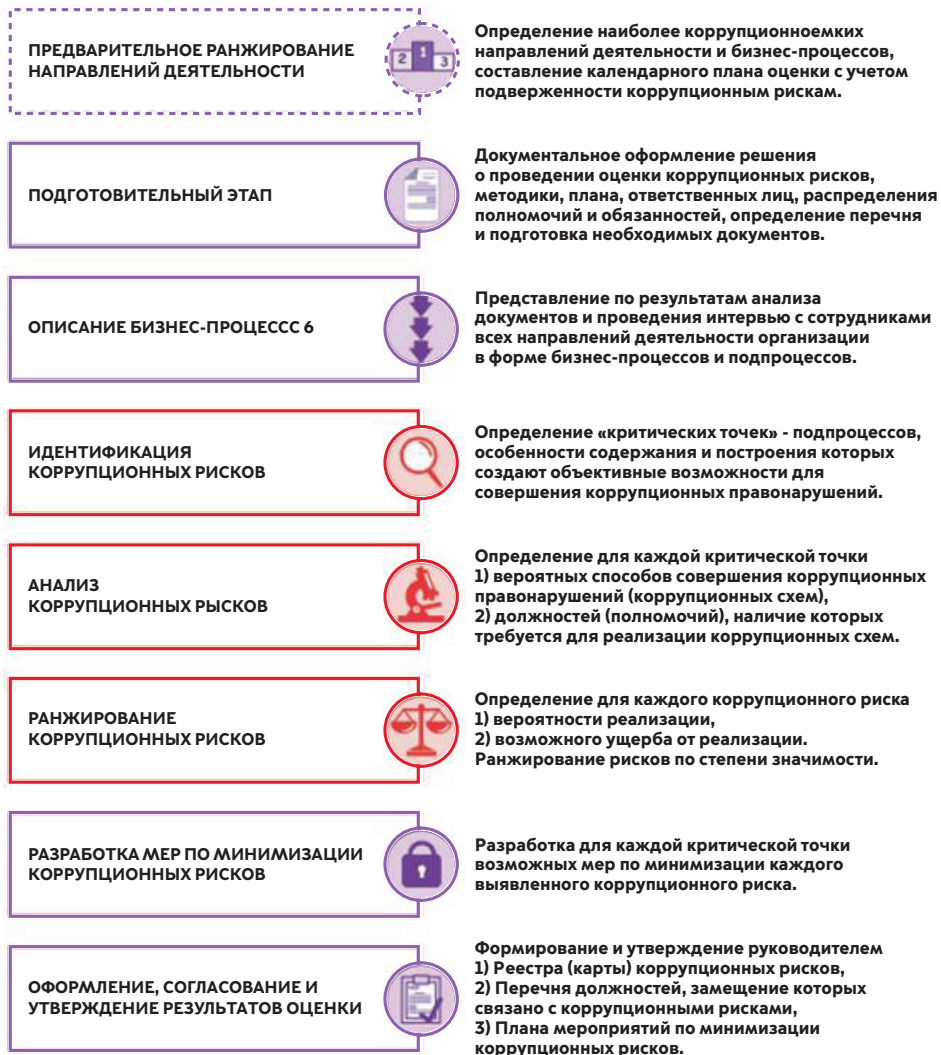 ПРЕДВАРИТЕЛЬНОЕ РАНЖИРОВАНИЕ
НАПРАВЛЕНИЙ ДЕЯТЕЛЬНОСТИ
2 1 3
Определение наиболее коррупционноемких
направлений деятельности и бизнес-процессов,
составление календарного плана оценки с учетом
подверженности коррупционным рискам.
ПОДГОТОВИТЕЛЬНЫЙ ЭТАП
Документальное оформление решения
о проведении оценки коррупционных рисков,
методики, плана, ответственных лиц, распределения
полномочий и обязанностей, определение перечня
и подготовка необходимых документов.
ОПИСАНИЕ БИЗНЕС-ПРОЦЕССС 6
Представление по результатам анализа
документов и проведения интервью с сотрудниками
всех направлений деятельности организации
в форме бизнес-процессов и подпроцессов.
ИДЕНТИФИКАЦИЯ
КОРРУПЦИОННЫХ РИСКОВ
Определение «критических точек» - подпроцессов,
особенности содержания и построения которых
создают объективные возможности для
совершения коррупционных правонарушений.
АНАЛИЗ
КОРРУПЦИОННЫХ РЫСКОВ
Определение для каждой критической точки
1) вероятных способов совершения коррупционных
правонарушений (коррупционных схем),
2) должностей (полномочий), наличие которых
требуется для реализации коррупционных схем.
РАНЖИРОВАНИЕ
КОРРУПЦИОННЫХ РИСКОВ
Определение для каждого коррупционного риска
1) вероятности реализации,
2) возможного ущерба от реализации.
Ранжирование рисков по степени значимости.
РАЗРАБОТКА МЕР ПО МИНИМИЗАЦИИ
КОРРУПЦИОННЫХ РИСКОВ
Разработка для каждой критической точки
возможных мер по минимизации каждого
выявленного коррупционного риска.
ОФОРМЛЕНИЕ, СОГЛАСОВАНИЕ И
УТВЕРЖДЕНИЕ РЕЗУЛЬТАТОВ ОЦЕНКИ
Формирование и утверждение руководителем
1) Реестра (карты) коррупционных рисков,
2) Перечня должностей, замещение которых
связано с коррупционными рисками,
3) Плана мероприятий по минимизации
коррупционных рисков.